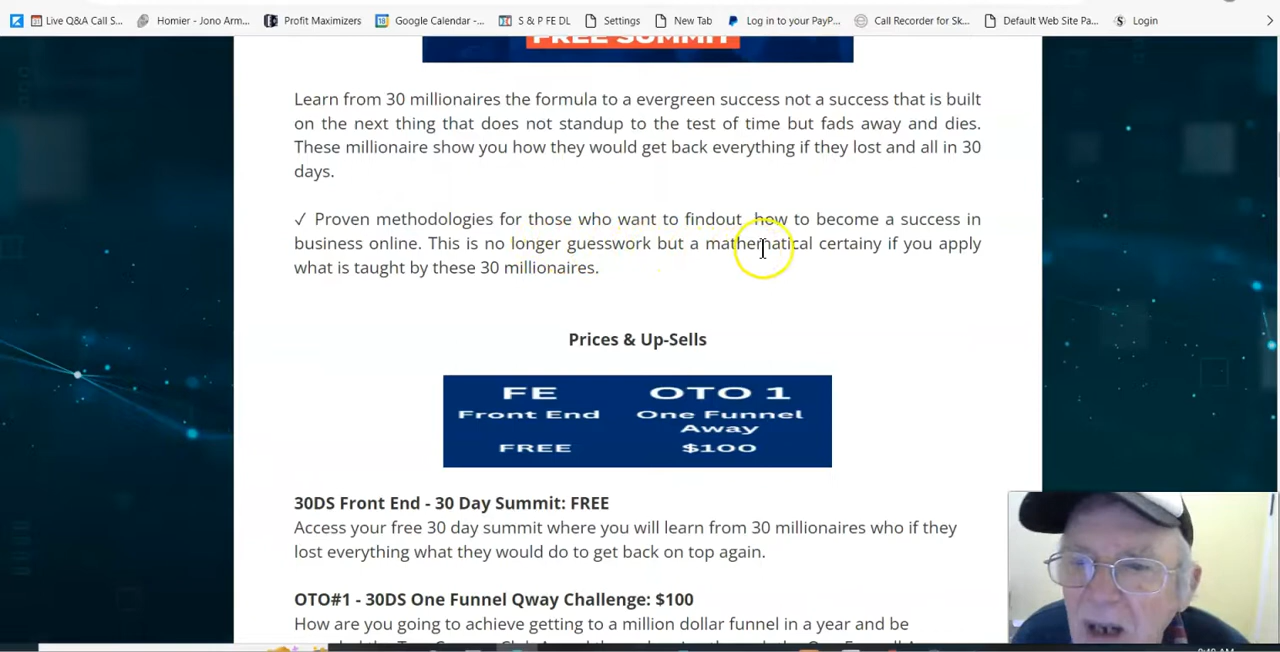 Live Q&A Call S...
Homier - Jono Arm...
Profit Maximizers
Google Calendar -...
S & P FE DL
Settings
New Tab
Log in to your PayP...
Call Recorder for Sk...
Default Web Site Pa...
Login
FREE SUMMIT
Learn from 30 millionaires the formula to a evergreen success not a success that is built
on the next thing that does not standup to the test of time but fads away and dies.
These millionaire show you how they would get back everything if they lost and all in 30
days.
✓ Proven methodologies for those who want to findout how to become a success in
business online. This is no longer guesswork but a mathematical certainy if you apply
what is taught by these 30 millionaires.
Prices & Up-Sells
FE OTO 1
Front End One Funnel
Away
FREE $100
30DS Front End - 30 Day Summit: FREE
Access your free 30 day summit where you will learn from 30 millionaires who if they
lost everything what they would do to get back on top again.
OTO#1 - 30DS One Funnel Qway Challenge: $100
How are you going to achieve getting to a million dollar funnel in a year and be